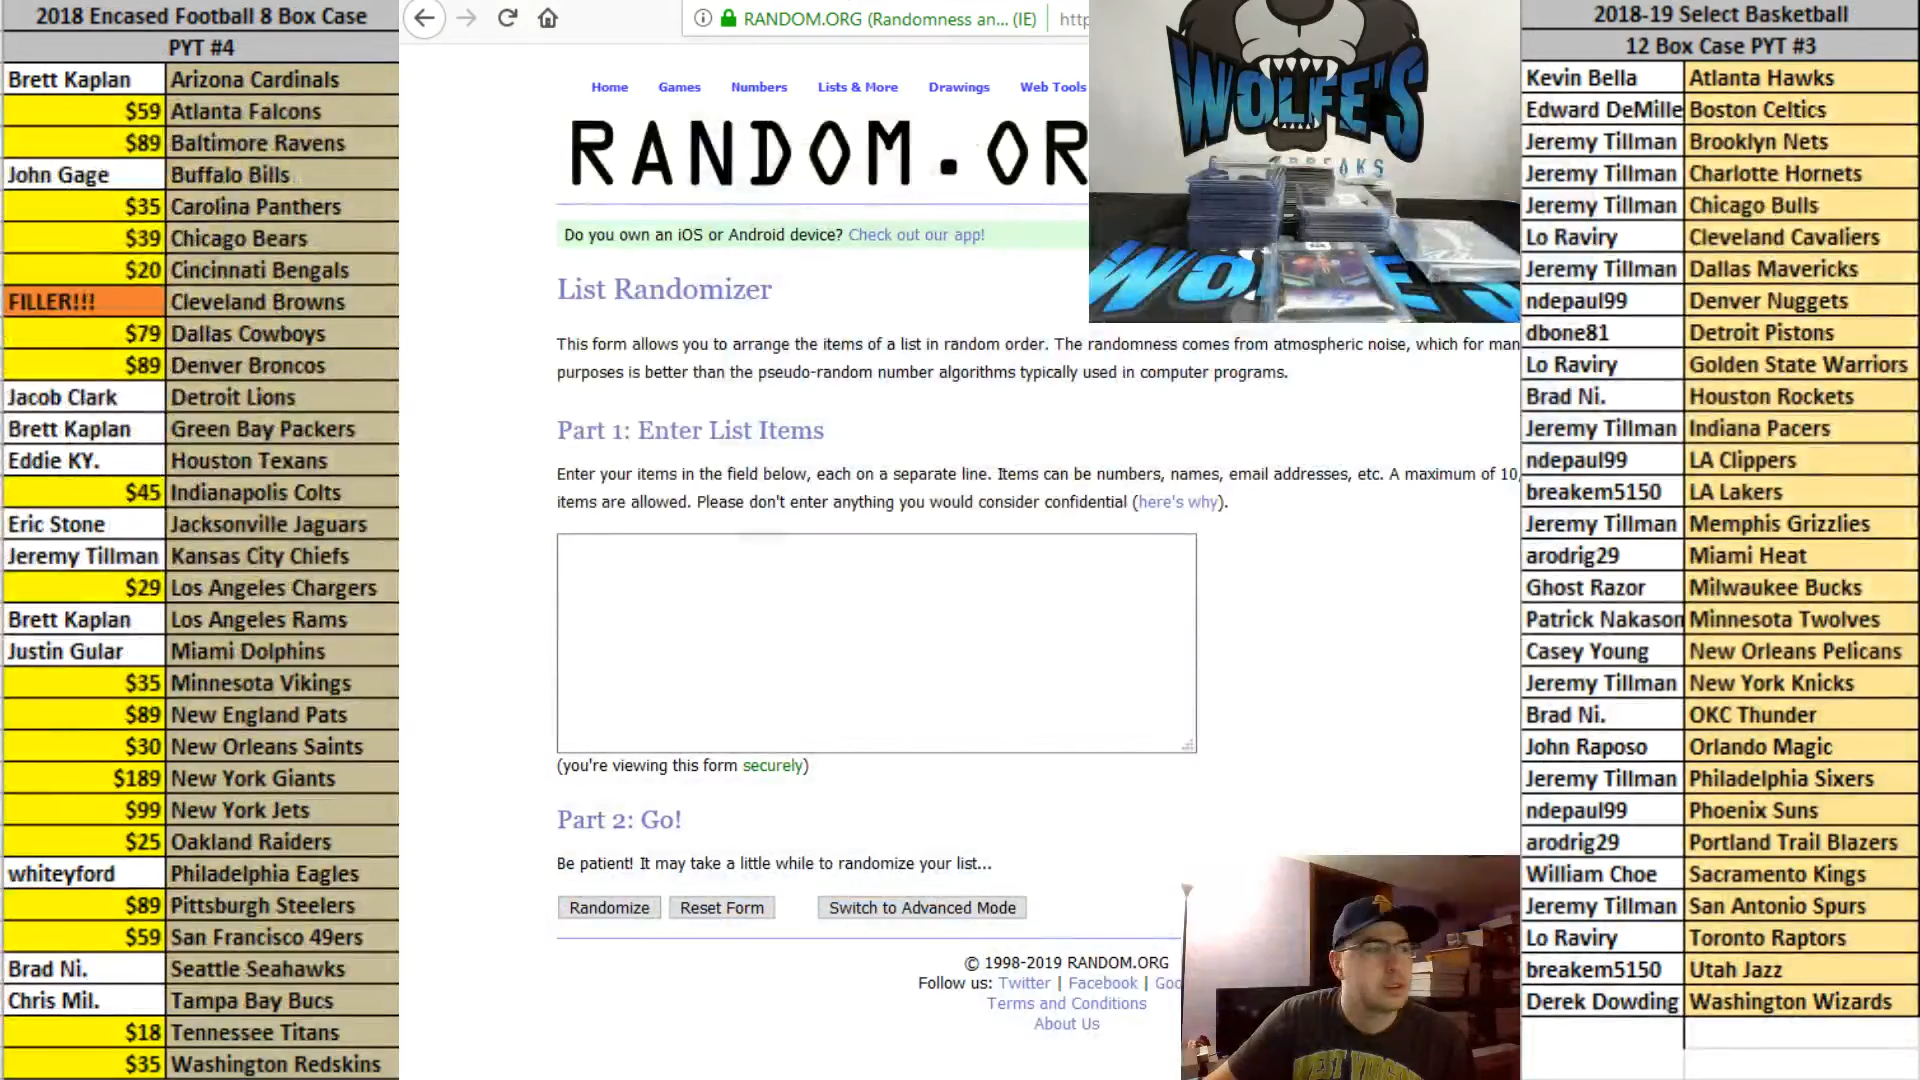 2018 Encased Football 8 Box Case
PYT #4
Brett Kaplan Arizona Cardinals
$59 Atlanta Falcons
$89 Baltimore Ravens
John Gage Buffalo Bills
$35 Carolina Panthers
$39 Chicago Bears
$20 Cincinnati Bengals
FILLER!!! Cleveland Browns
$79 Dallas Cowboys
$89 Denver Broncos
Jacob Clark Detroit Lions
Brett Kaplan Green Bay Packers
Eddie KY. Houston Texans
$45 Indianapolis Colts
Eric Stone Jacksonville Jaguars
Jeremy Tillman Kansas City Chiefs
$29 Los Angeles Chargers
Brett Kaplan Los Angeles Rams
Justin Gular Miami Dolphins
$35 Minnesota Vikings
$89 New England Pats
$30 New Orleans Saints
$189 New York Giants
$99 New York Jets
$25 Oakland Raiders
whiteyford Philadelphia Eagles
$89 Pittsburgh Steelers
$59 San Francisco 49ers
Brad Ni. Seattle Seahawks
Chris Mil. Tampa Bay Bucs
$18 Tennessee Titans
$35 Washington Redskins
RANDOM.ORG (Randomness an... (IE) http
Home Games Numbers Lists & More Drawings Web Tools
RANDOM.OR
Do you own an iOS or Android device? Check out our app!
List Randomizer
This form allows you to arrange the items of a list in random order. The randomness comes from atmospheric noise, which for man
purposes is better than the pseudo-random number algorithms typically used in computer programs.
Part 1: Enter List Items
Enter your items in the field below, each on a separate line. Items can be numbers, names, email addresses, etc. A maximum of 10,
items are allowed. Please don't enter anything you would consider confidential (here's why).
(you're viewing this form securely)
Part 2: Go!
Be patient! It may take a little while to randomize your list...
Randomize Reset Form Switch to Advanced Mode
© 1998-2019 RANDOM.ORG
Follow us: Twitter | Facebook | Goo
Terms and Conditions
About Us
WOLFE'S
WEST VIRGIN
2018-19 Select Basketball
12 Box Case PYT #3
Kevin Bella Atlanta Hawks
Edward DeMille Boston Celtics
Jeremy Tillman Brooklyn Nets
Jeremy Tillman Charlotte Hornets
Jeremy Tillman Chicago Bulls
Lo Raviry Cleveland Cavaliers
Jeremy Tillman Dallas Mavericks
ndepaul99 Denver Nuggets
dbone81 Detroit Pistons
Lo Raviry Golden State Warriors
Brad Ni. Houston Rockets
Jeremy Tillman Indiana Pacers
ndepaul99 LA Clippers
breakem5150 LA Lakers
Jeremy Tillman Memphis Grizzlies
arodrig29 Miami Heat
Ghost Razor Milwaukee Bucks
Patrick Nakason Minnesota Twolves
Casey Young New Orleans Pelicans
Jeremy Tillman New York Knicks
Brad Ni. OKC Thunder
John Raposo Orlando Magic
Jeremy Tillman Philadelphia Sixers
ndepaul99 Phoenix Suns
arodrig29 Portland Trail Blazers
William Choe Sacramento Kings
Jeremy Tillman San Antonio Spurs
Lo Raviry Toronto Raptors
breakem5150 Utah Jazz
Derek Dowding Washington Wizards